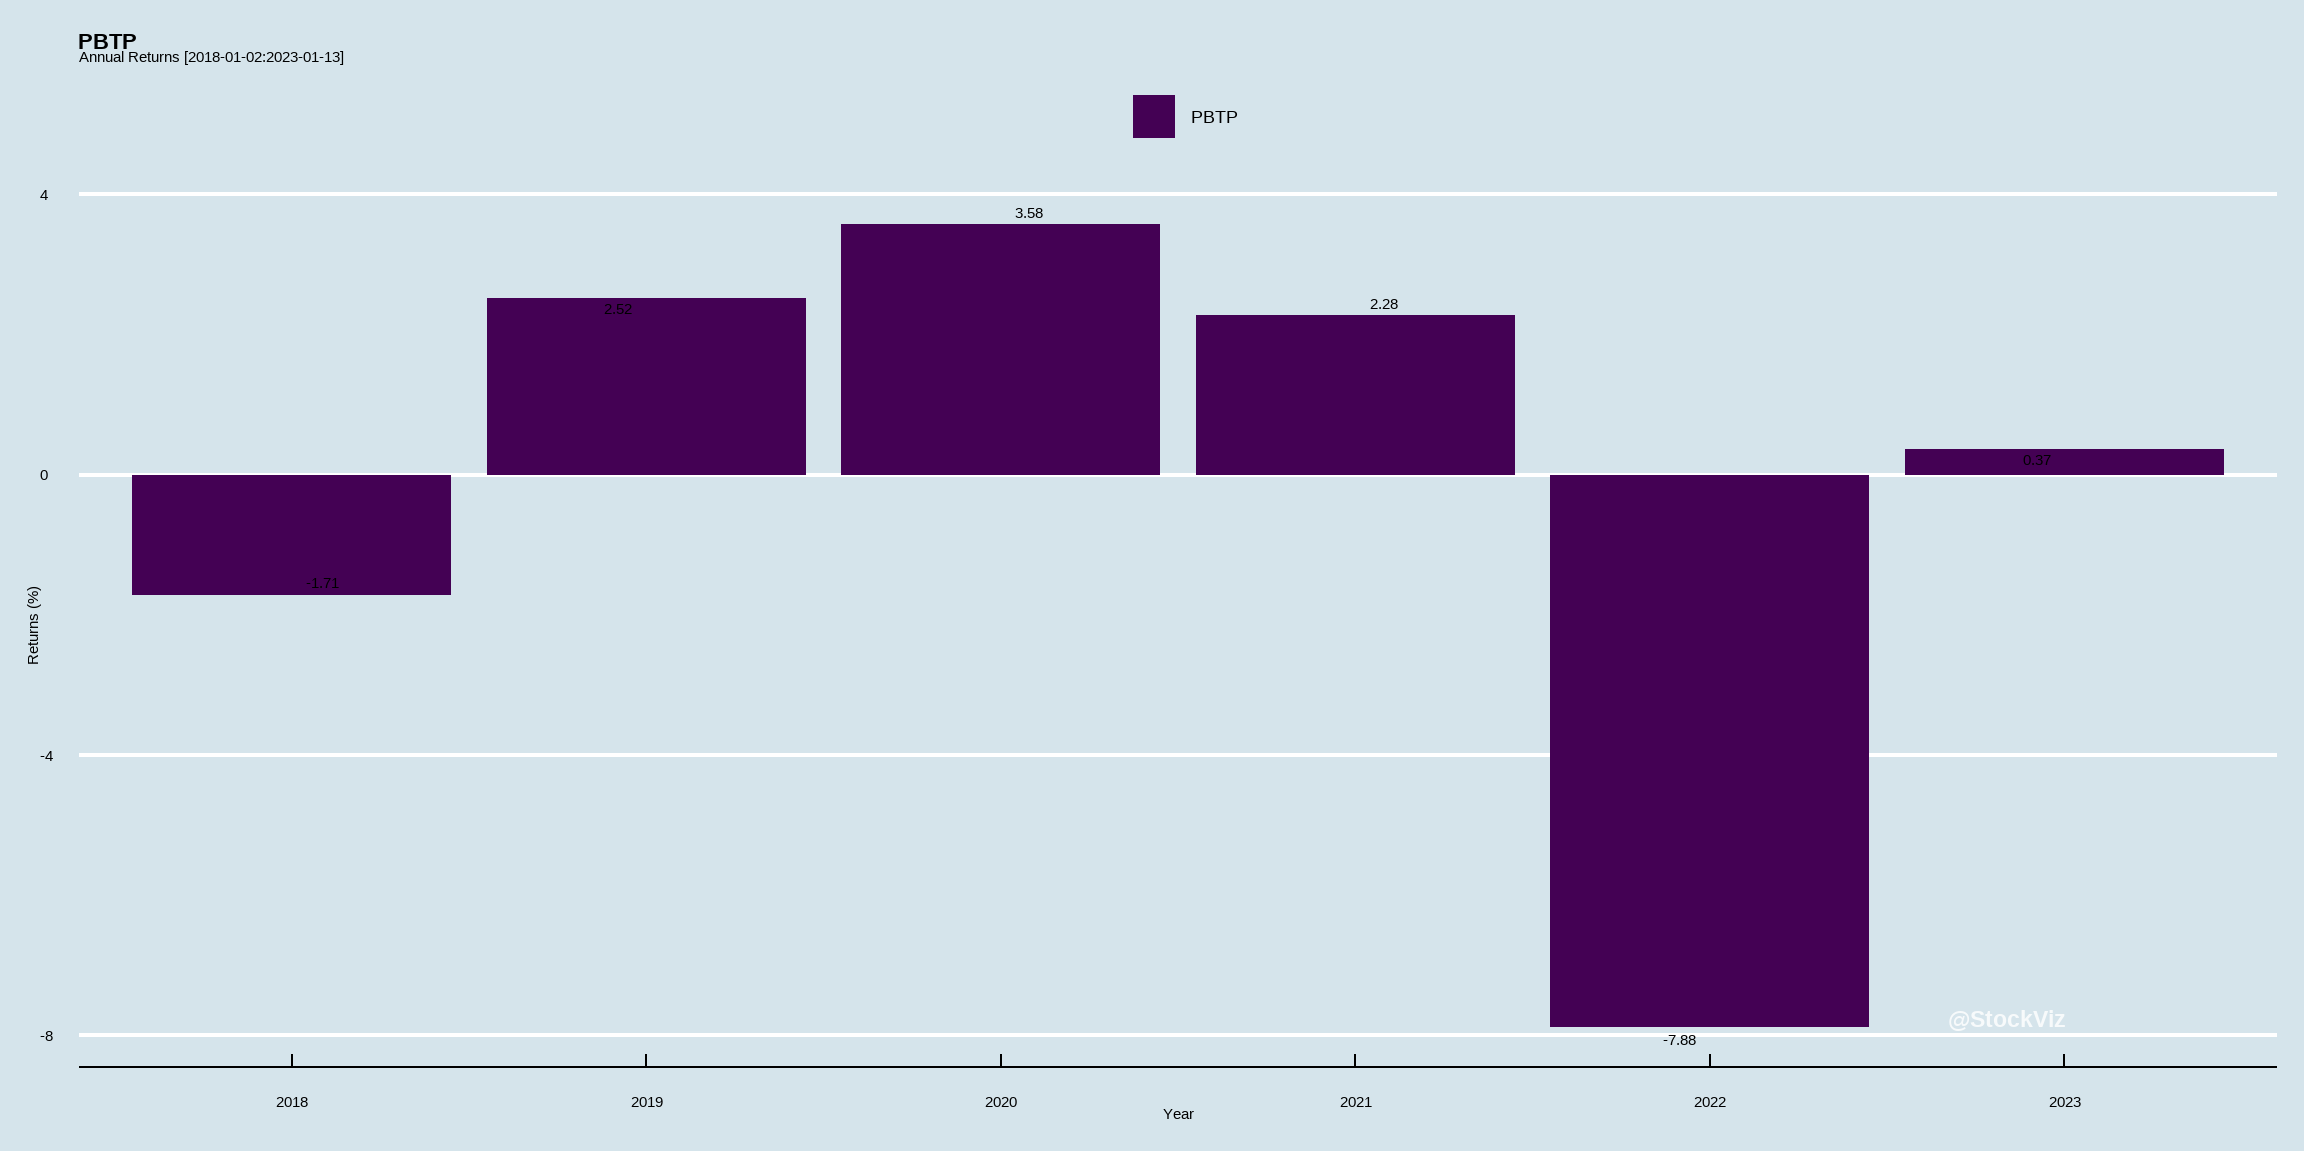 PBTP
Annual Returns [2018-01-02:2023-01-13]
PBTP
4
3.58
2.28
2.52
0.37
0
-1.71
Returns (%)
-4
@StockViz
-8
-7.88
2018 2019 2020 2021 2022 2023
Year